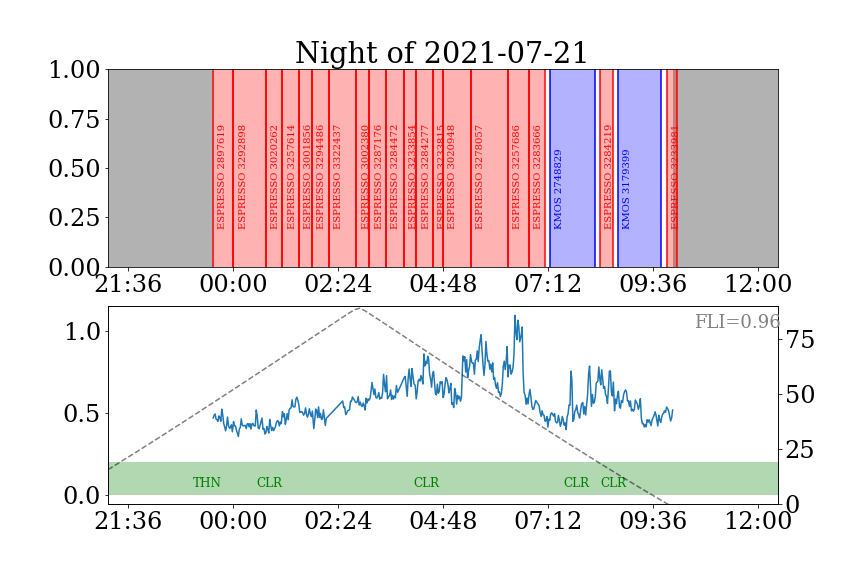 Night of 2021-07-21
1.00
0.75
0.50
0.25
0.00
ESPRESSO 2897619
ESPRESSO 3292898
ESPRESSO 3020262
ESPRESSO 3257614
ESPRESSO 3001856
ESPRESSO 3294486
ESPRESSO 3322437
ESPRESSO 3002380
ESPRESSO 3287176
ESPRESSO 3284472
ESPRESSO 3233854
ESPRESSO 3284277
ESPRESSO 3233815
ESPRESSO 3020948
ESPRESSO 3278057
ESPRESSO 3257686
ESPRESSO 3283666
KMOS 2748829
ESPRESSO 3284219
KMOS 3179399
ESPRESSO
21:36 00:00 02:24 04:48 07:12 09:36 12:00
FLI=0.96
1.0
0.5
0.0
75
50
25
0
THN CLR CLR CLR CLR
21:36 00:00 02:24 04:48 07:12 09:36 12:00